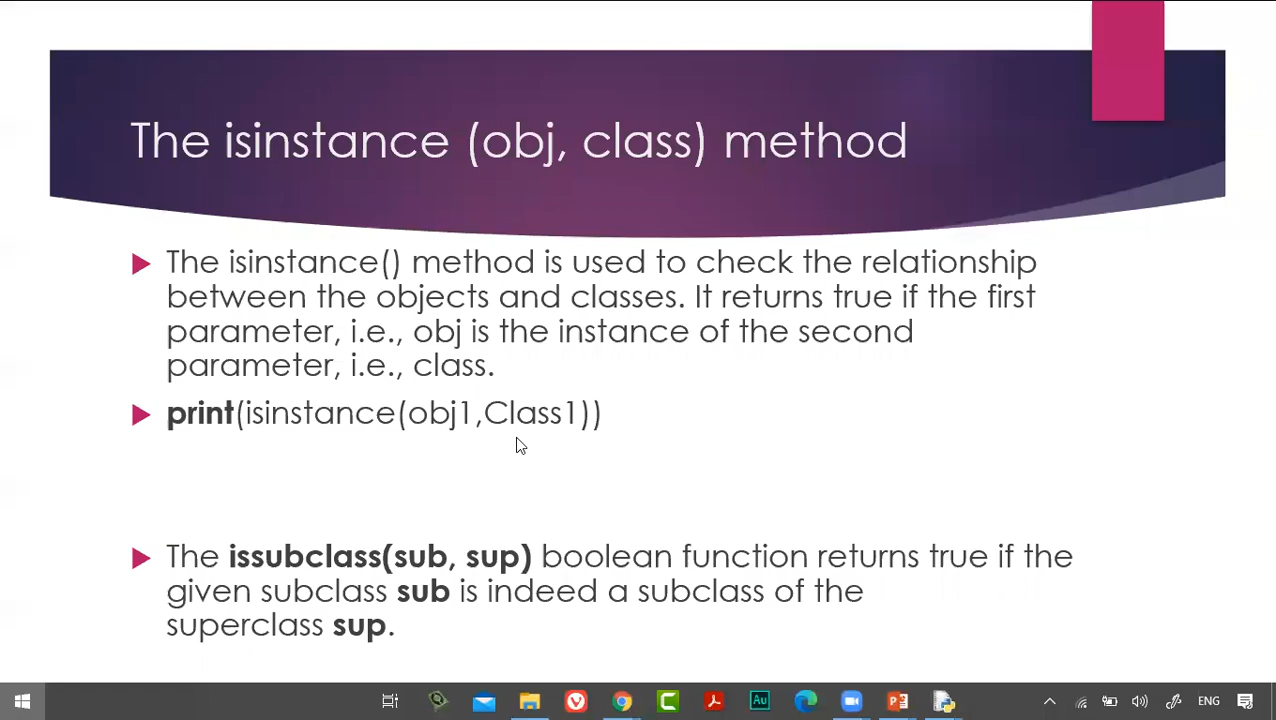 The isinstance (obj, class) method
The isinstance() method is used to check the relationship
between the objects and classes. It returns true if the first
parameter, i.e., obj is the instance of the second
parameter, i.e., class.
print(isinstance(obj1,Class1))
The issubclass(sub, sup) boolean function returns true if the
given subclass sub is indeed a subclass of the
superclass sup.
Au
ENG